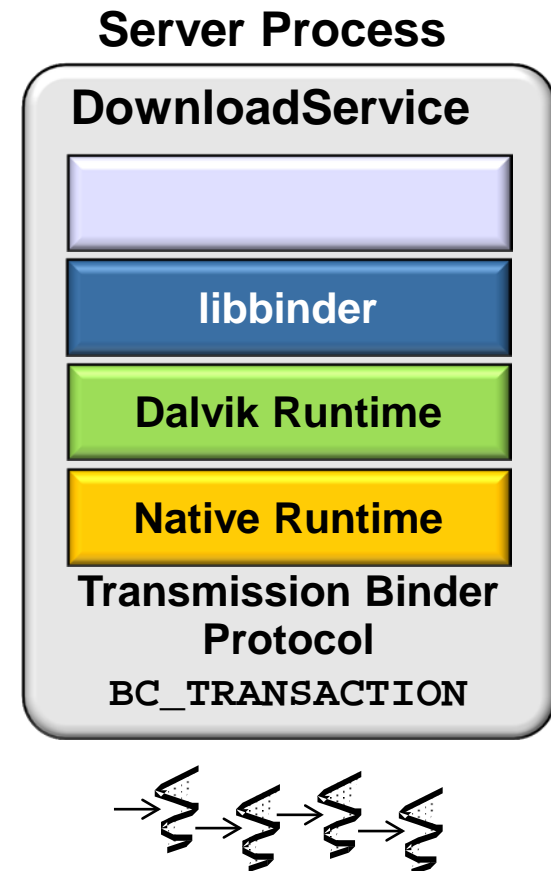 Server Process
DownloadService
libbinder
Dalvik Runtime
Native Runtime
Transmission Binder
Protocol
BC_TRANSACTION